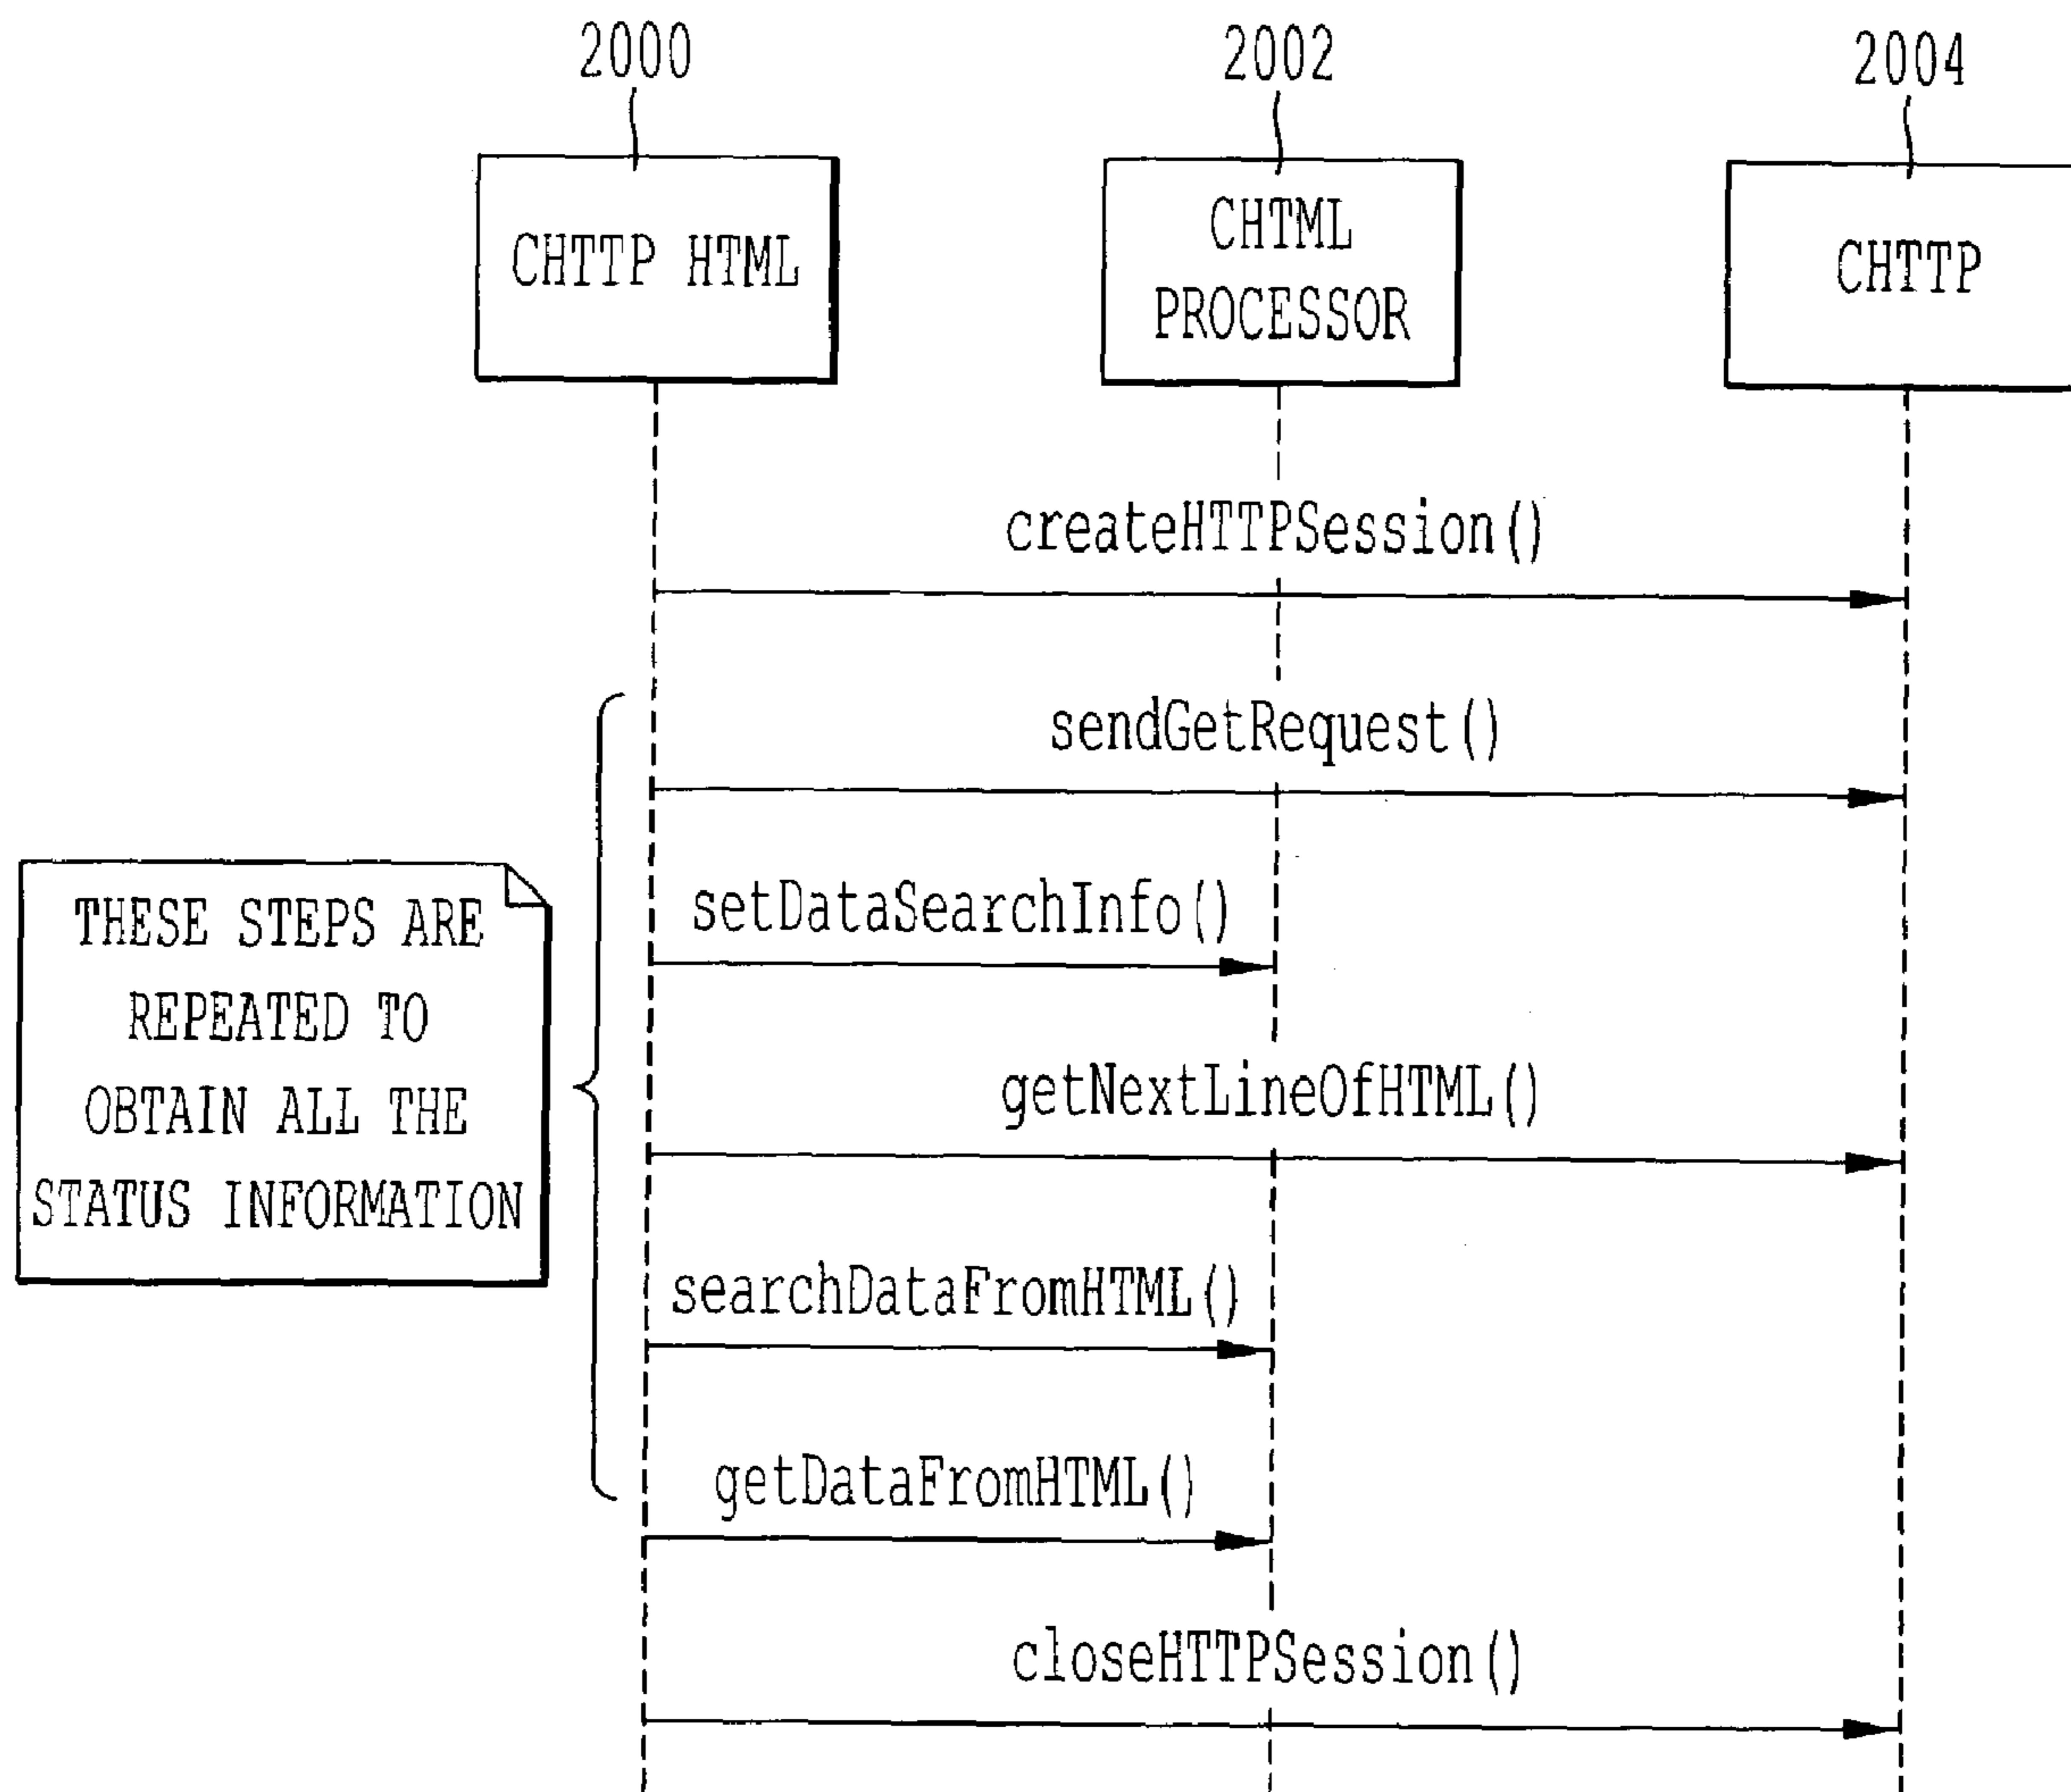 2000
2002
2004
CHTTP HTML
CHTML
PROCESSOR
CHTTP
createHTTPSession()
sendGetRequest()
setDataSearchInfo()
THESE STEPS ARE
REPEATED TO
OBTAIN ALL THE
STATUS INFORMATION
getNextLineOfHTML()
searchDataFromHTML()
getDataFromHTML()
closeHTTPSession()